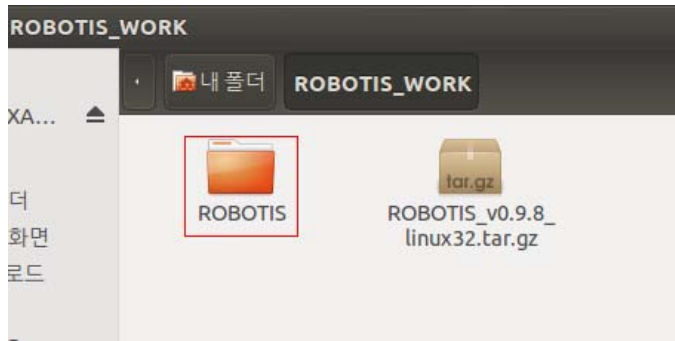 ROBOTIS_WORK
내 폴더
ROBOTIS_WORK
XA...
더
화면
로드
ROBOTIS
tar.gz
ROBOTIS_v0.9.8_
linux32.tar.gz